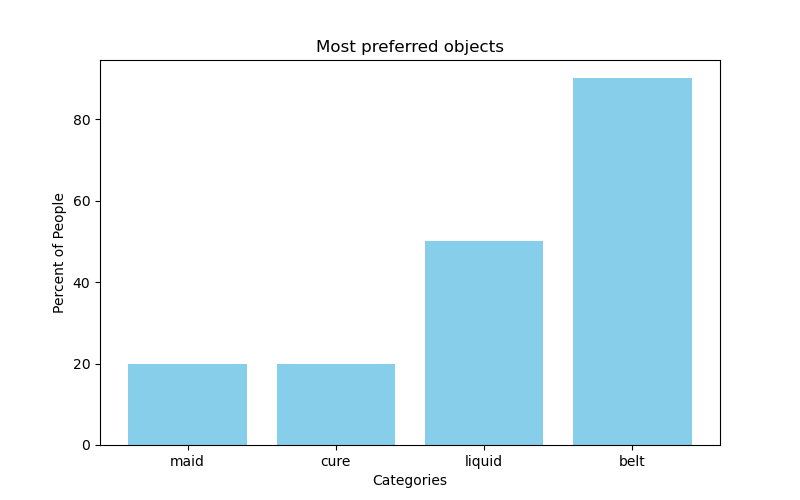 Most preferred objects
Percent of People
80
60
40
20
0
maid cure liquid belt
Categories